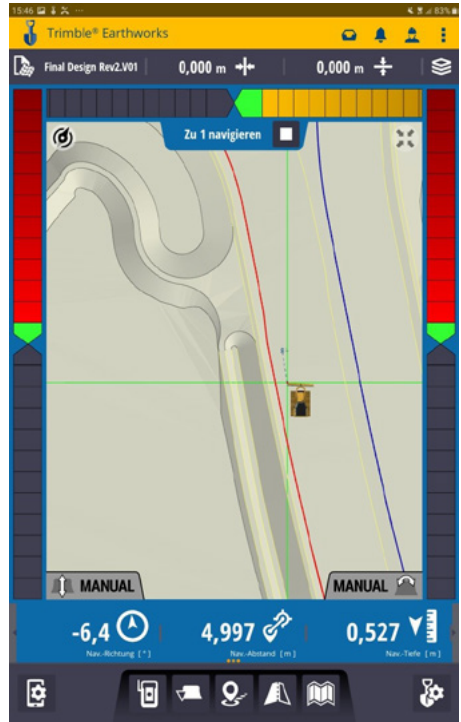 15:46 83%
Trimble® Earthworks
Final Design Rev2.V01 0,000 m 0,000 m
Zu 1 navigieren
MANUAL MANUAL
-6,4 4,997 0,527
Nav.-Richtung [°] Nav.-Abstand [m] Nav.-Tiefe [m]